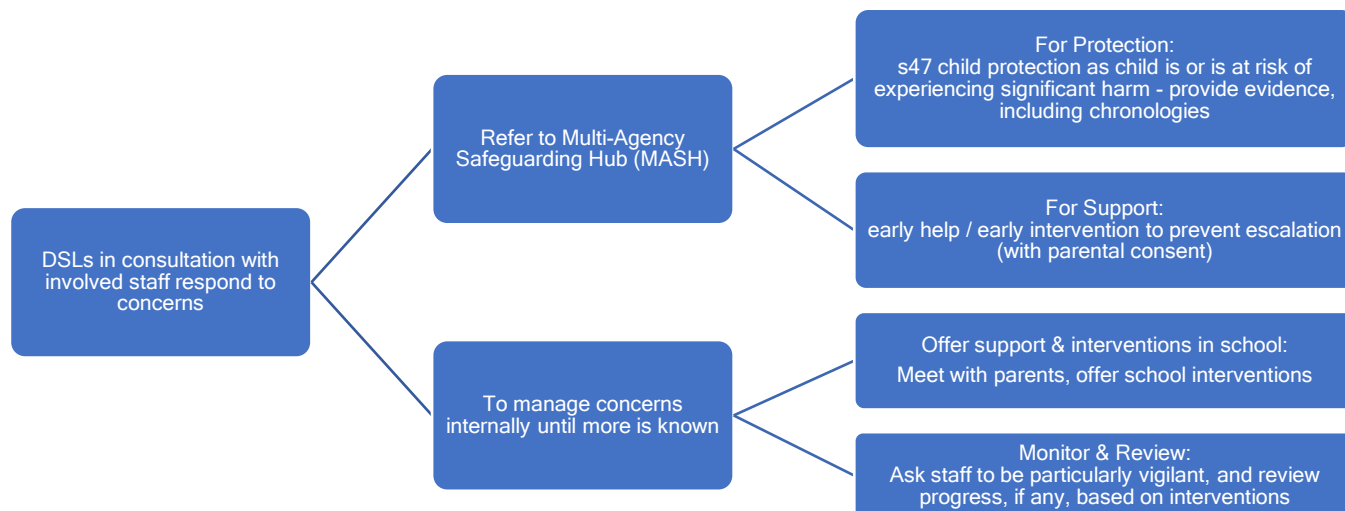 DSLs in consultation with
involved staff respond to
concerns
Refer to Multi-Agency
Safeguarding Hub (MASH)
For Protection:
s47 child protection as child is or is at risk of
experiencing significant harm - provide evidence,
including chronologies
For Support:
early help / early intervention to prevent escalation
(with parental consent)
To manage concerns
internally until more is known
Offer support & interventions in school:
Meet with parents, offer school interventions
Monitor & Review:
Ask staff to be particularly vigilant, and review
progress, if any, based on interventions